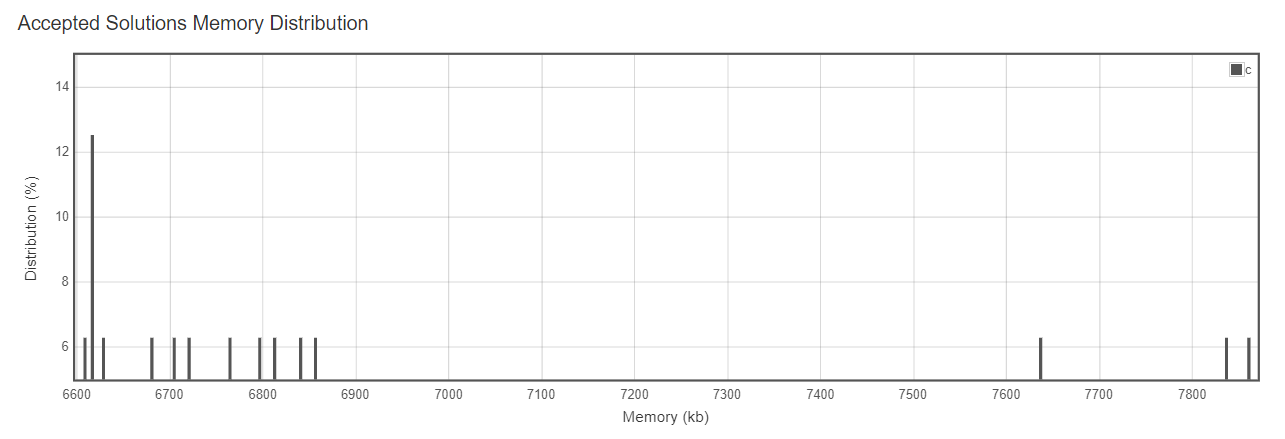 Accepted Solutions Memory Distribution
c
14
12
10
8
6
Distribution (%)
6600 6700 6800 6900 7000 7100 7200 7300 7400 7500 7600 7700 7800
Memory (kb)